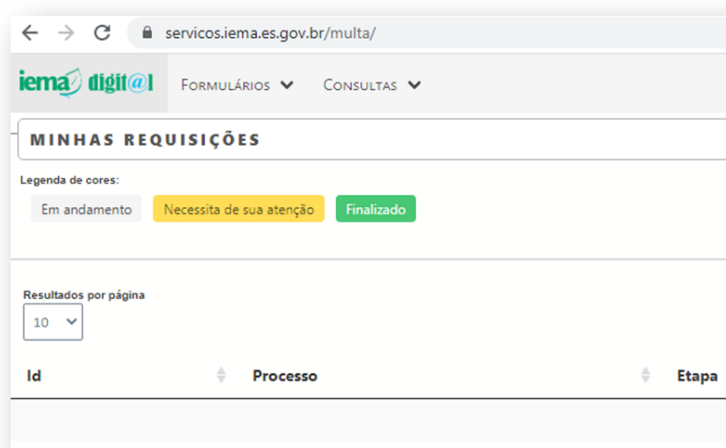 servicos.iema.es.gov.br/multa/
iema digit@l FORMULÁRIOS CONSULTAS
MINHAS REQUISIÇÕES
Legenda de cores:
Em andamento Necessita de sua atenção Finalizado
Resultados por página
10
Id Processo Etapa